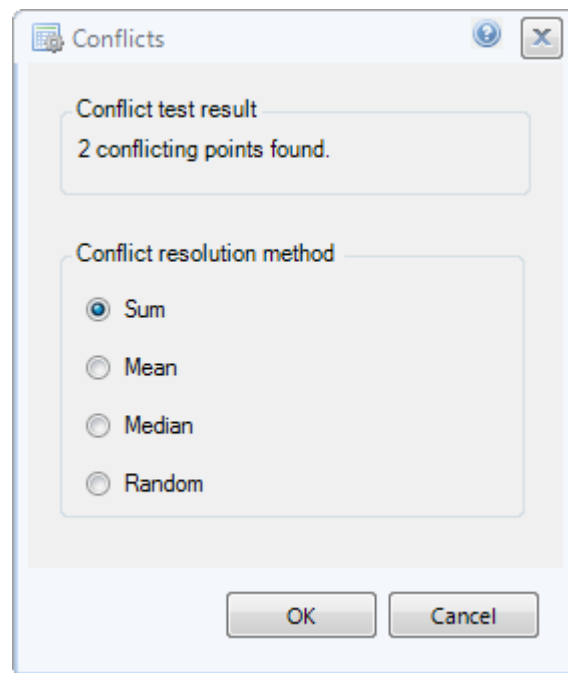 Conflicts
Conflict test result
2 conflicting points found.
Conflict resolution method
Sum
Mean
Median
Random
OK
Cancel